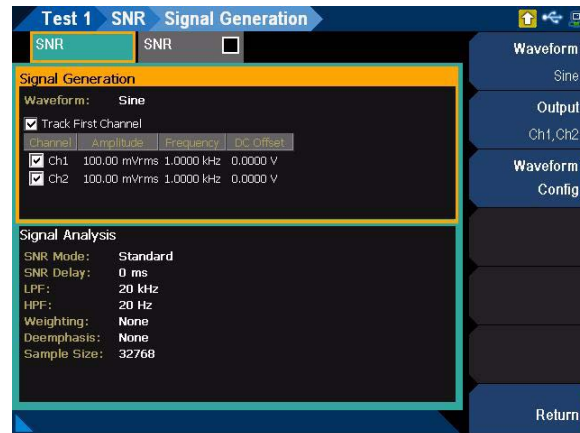 Test 1 SNR Signal Generation
SNR SNR
Signal Generation
Waveform: Sine
Track First Channel
Channel Amplitude Frequency DC Offset
Ch1 100.00 mVrms 1.0000 kHz 0.0000 V
Ch2 100.00 mVrms 1.0000 kHz 0.0000 V
Signal Analysis
SNR Mode: Standard
SNR Delay: 0 ms
LPF: 20 kHz
HPF: 20 Hz
Weighting: None
Deemphasis: None
Sample Size: 32768
Waveform
Sine
Output
Ch1,Ch2
Waveform
Config
Return